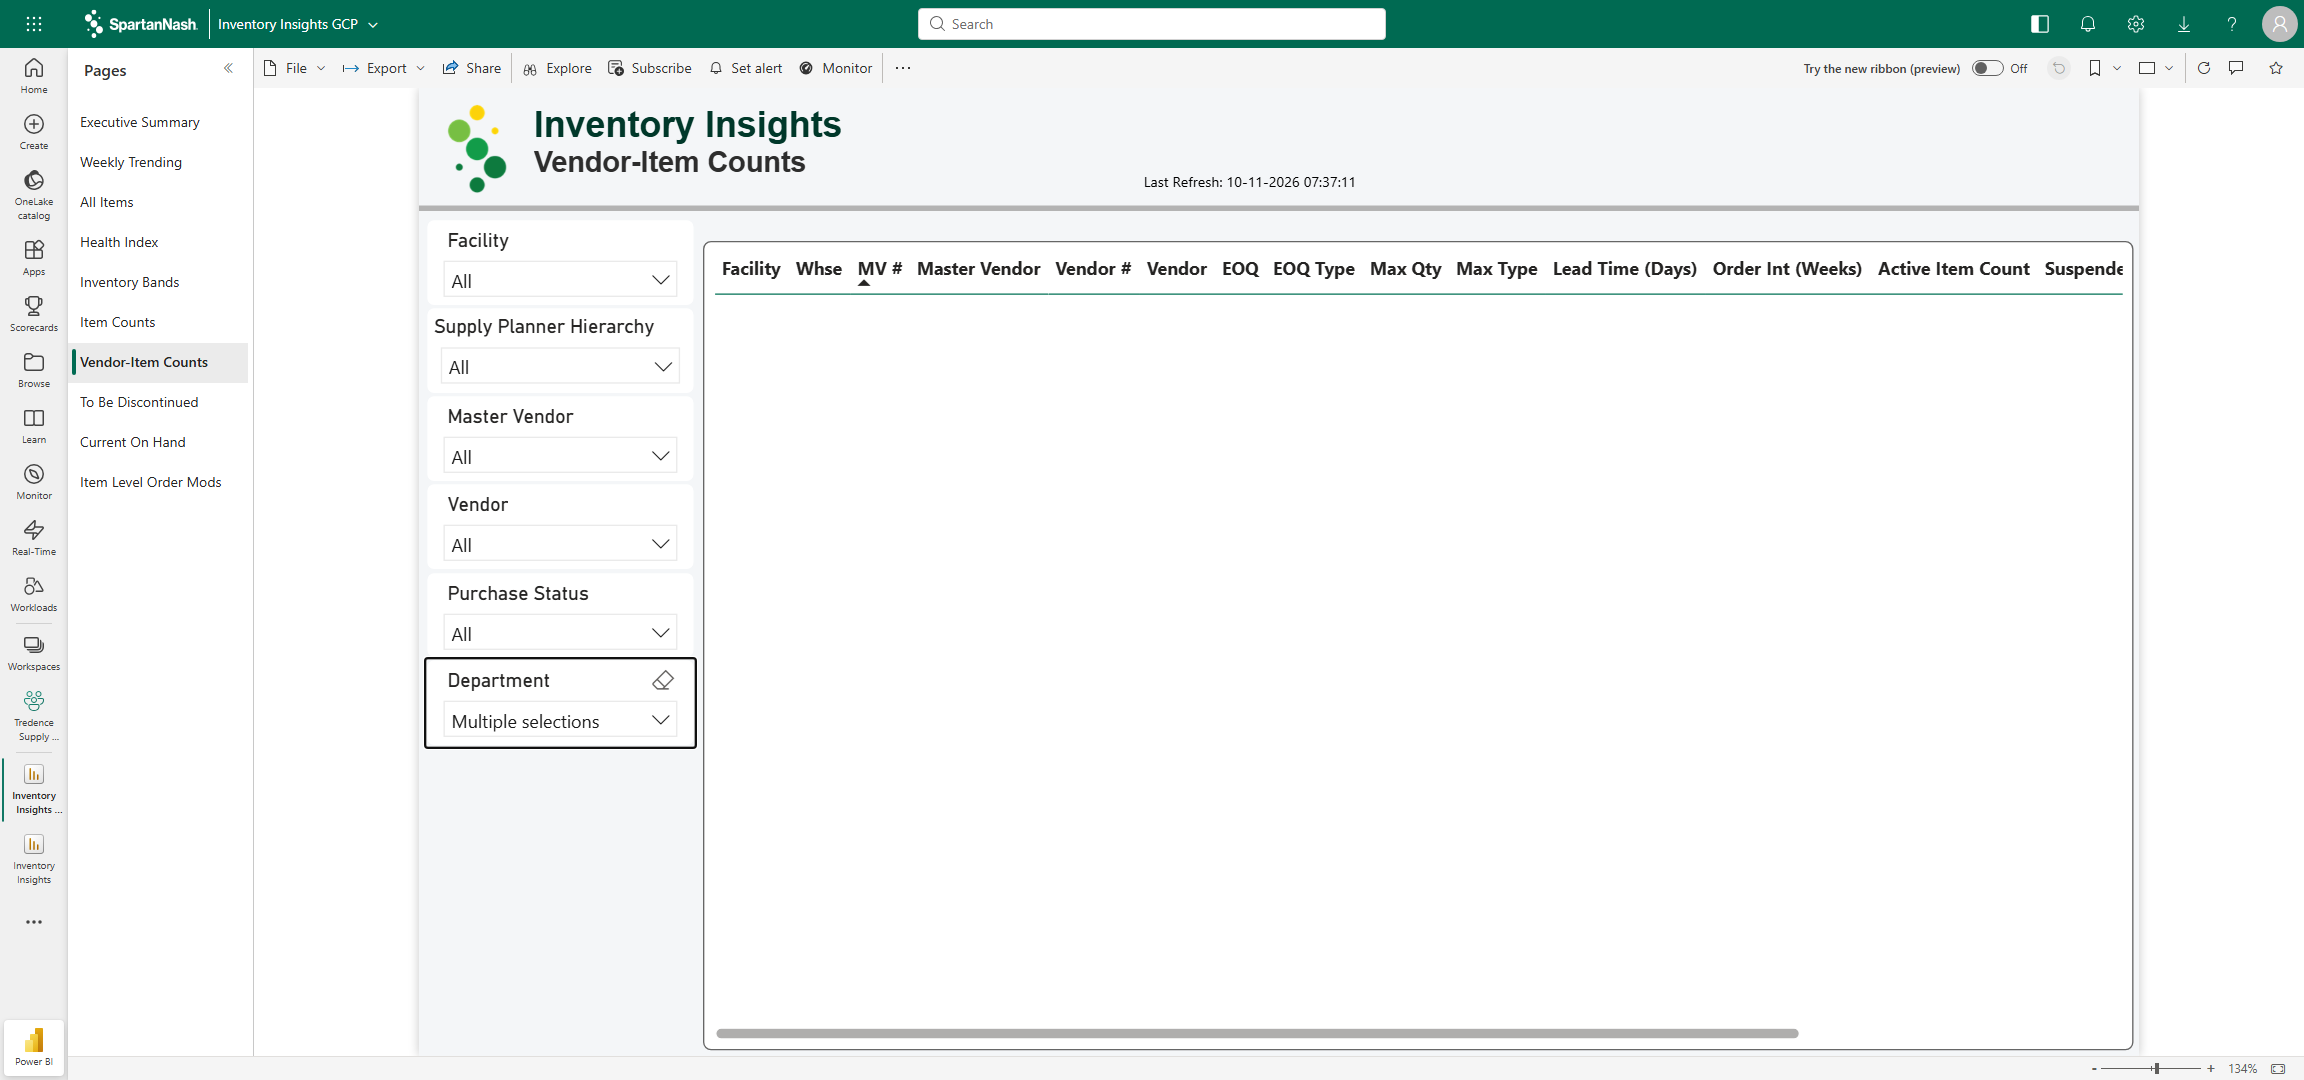 SpartanNash
Inventory Insights GCP
Search
Home
Create
OneLake
catalog
Apps
Scorecards
Browse
Learn
Monitor
Real-Time
Workloads
Workspaces
Tredence
Supply ...
Inventory
Insights ...
Inventory
Insights
Power BI
Pages
Executive Summary
Weekly Trending
All Items
Health Index
Inventory Bands
Item Counts
Vendor-Item Counts
To Be Discontinued
Current On Hand
Item Level Order Mods
File Export Share Explore Subscribe Set alert Monitor ...
Try the new ribbon (preview) Off
Inventory Insights
Vendor-Item Counts
Last Refresh: 10-11-2026 07:37:11
Facility
All
Supply Planner Hierarchy
All
Master Vendor
All
Vendor
All
Purchase Status
All
Department
Multiple selections
Facility Whse MV # Master Vendor Vendor # Vendor EOQ EOQ Type Max Qty Max Type Lead Time (Days) Order Int (Weeks) Active Item Count Suspende
- + 134%